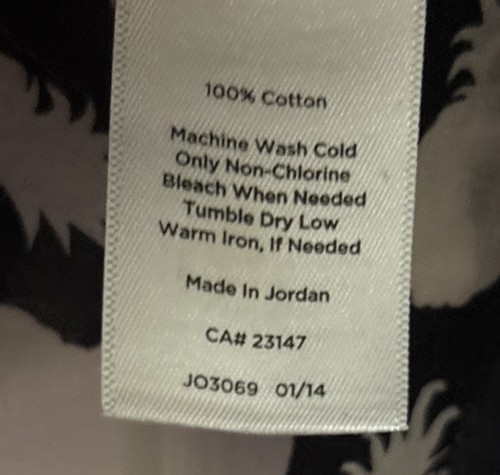 100% Cotton
Machine Wash Cold
Only Non-Chlorine
Bleach When Needed
Tumble Dry Low
Warm Iron, If Needed
Made In Jordan
CA# 23147
JO3069 01/14